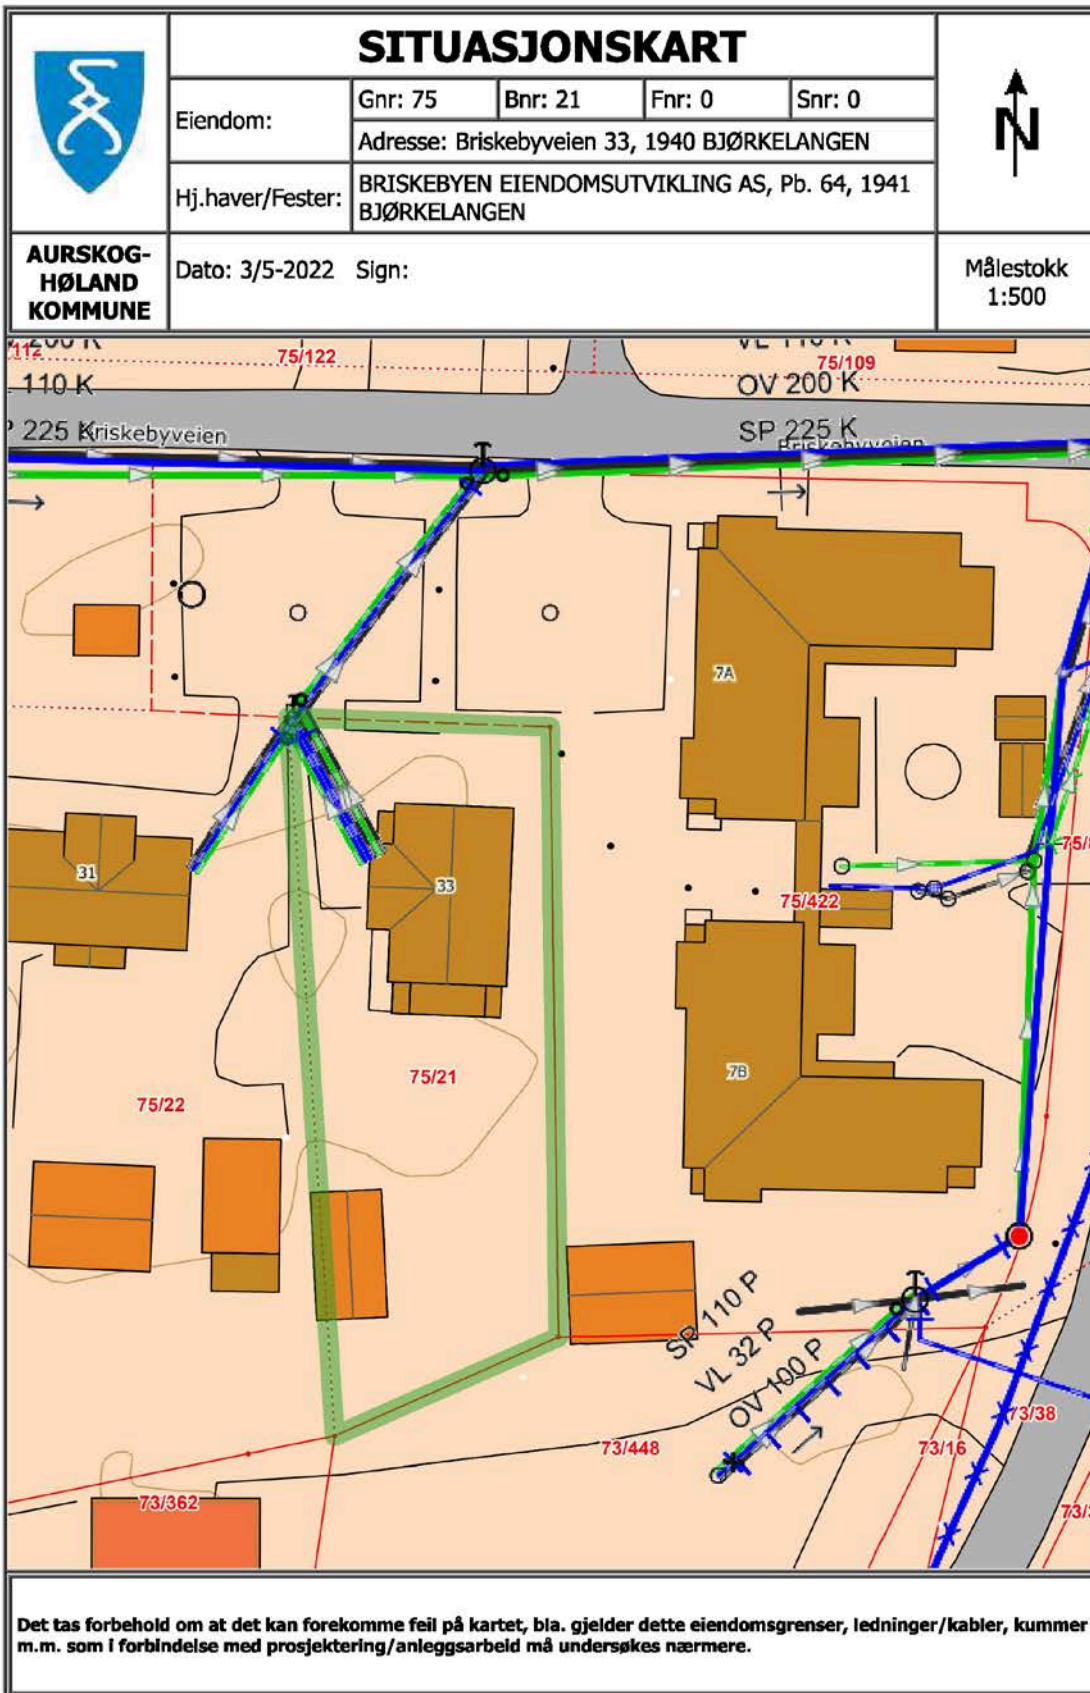 SITUASJONSKART
Eiendom:
Gnr: 75
Bnr: 21
Fnr: 0
Snr: 0
Adresse: Briskebyveien 33, 1940 BJØRKELANGEN
Hj.haver/Fester:
BRISKEBYEN EIENDOMSUTVIKLING AS, Pb. 64, 1941
BJØRKELANGEN
N
AURSKOG-
HØLAND
KOMMUNE
Dato: 3/5-2022 Sign:
Målestokk
1:500
200 K
VL 110 K
/112
75/122
75/109
110 K
OV 200 K
225 K
Briskebyveien
SP 225 K
Briskebyveien
7A
31
33
75/422
75/21
75/22
7B
SP 110 P
VL 32 P
OV 100 P
73/38
73/448
73/16
73/362
Det tas forbehold om at det kan forekomme feil på kartet, bla. gjelder dette eiendomsgrenser, ledninger/kabler, kummer
m.m. som i forbindelse med prosjektering/anleggsarbeid må undersøkes nærmere.